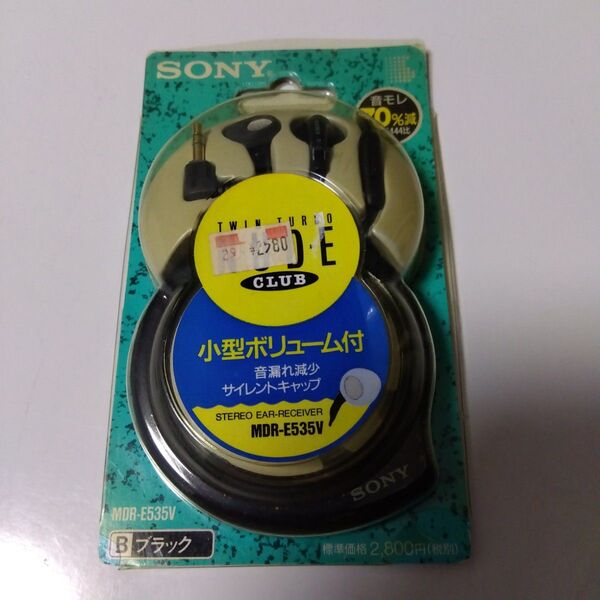 SONY
音モレ
70%減
TWIN TURBO
29 ¥2580
CLUB
小型ボリューム付
音漏れ減少
サイレントキャップ
STEREO EAR-RECEIVER
MDR-E535V
SONY
MDR-E535V
B ブラック
標準価格2,800円(税別)